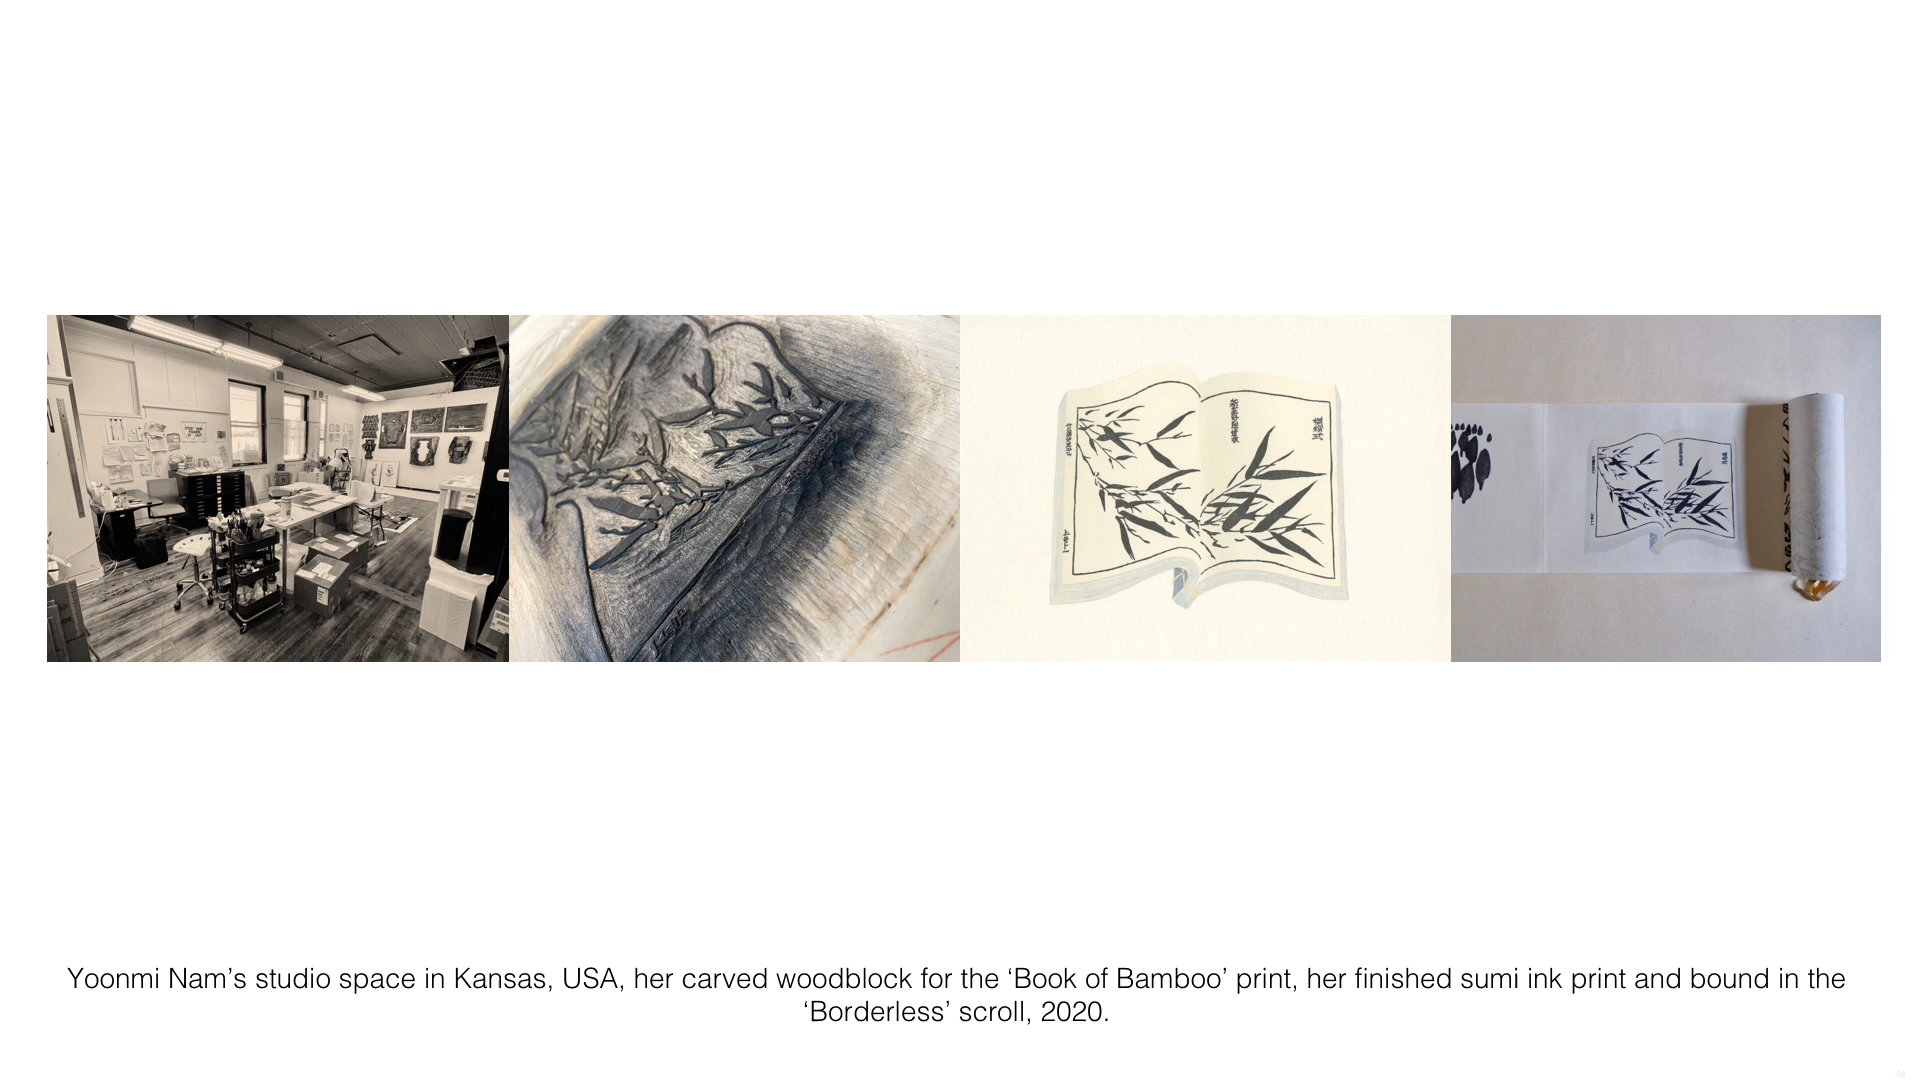 Yoonmi Nam’s studio space in Kansas, USA, her carved woodblock for the ‘Book of Bamboo’ print, her finished sumi ink print and bound in the
‘Borderless’ scroll, 2020.